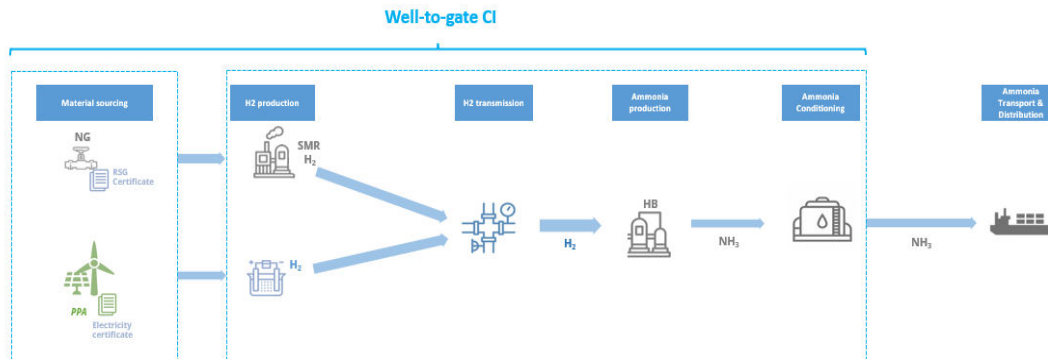 Well-to-gate CI
Material sourcing
H2 production
H2 transmission
Ammonia
production
Ammonia
Conditioning
Ammonia
Transport &
Distribution
NG
RSG
Certificate
SMR
H₂
HB
H₂
NH₃
NH₃
H₂
PPA
Electricity
certificate